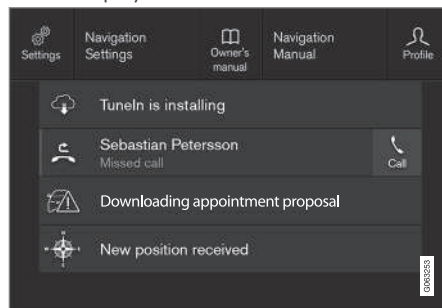 Settings
Navigation
Settings
Owner's
manual
Navigation
Manual
Profile
TuneIn is installing
Sebastian Petersson
Missed call
Call
Downloading appointment proposal
New position received
G063253